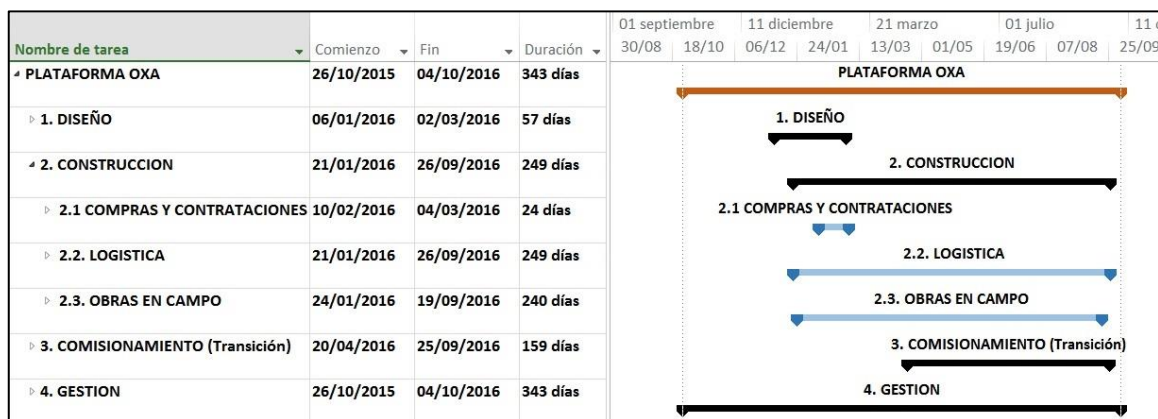 01 septiembre 11 diciembre 21 marzo 01 julio 11
Nombre de tarea Comienzo Fin Duración 30/08 18/10 06/12 24/01 13/03 01/05 19/06 07/08 25/09
PLATAFORMA OXA 26/10/2015 04/10/2016 343 días PLATAFORMA OXA
1. DISEÑO 06/01/2016 02/03/2016 57 días 1. DISEÑO
2. CONSTRUCCION 21/01/2016 26/09/2016 249 días 2. CONSTRUCCION
2.1 COMPRAS Y CONTRATACIONES 10/02/2016 04/03/2016 24 días 2.1 COMPRAS Y CONTRATACIONES
2.2. LOGISTICA 21/01/2016 26/09/2016 249 días 2.2. LOGISTICA
2.3. OBRAS EN CAMPO 24/01/2016 19/09/2016 240 días 2.3. OBRAS EN CAMPO
3. COMISIONAMIENTO (Transición) 20/04/2016 25/09/2016 159 días 3. COMISIONAMIENTO (Transición)
4. GESTION 26/10/2015 04/10/2016 343 días 4. GESTION